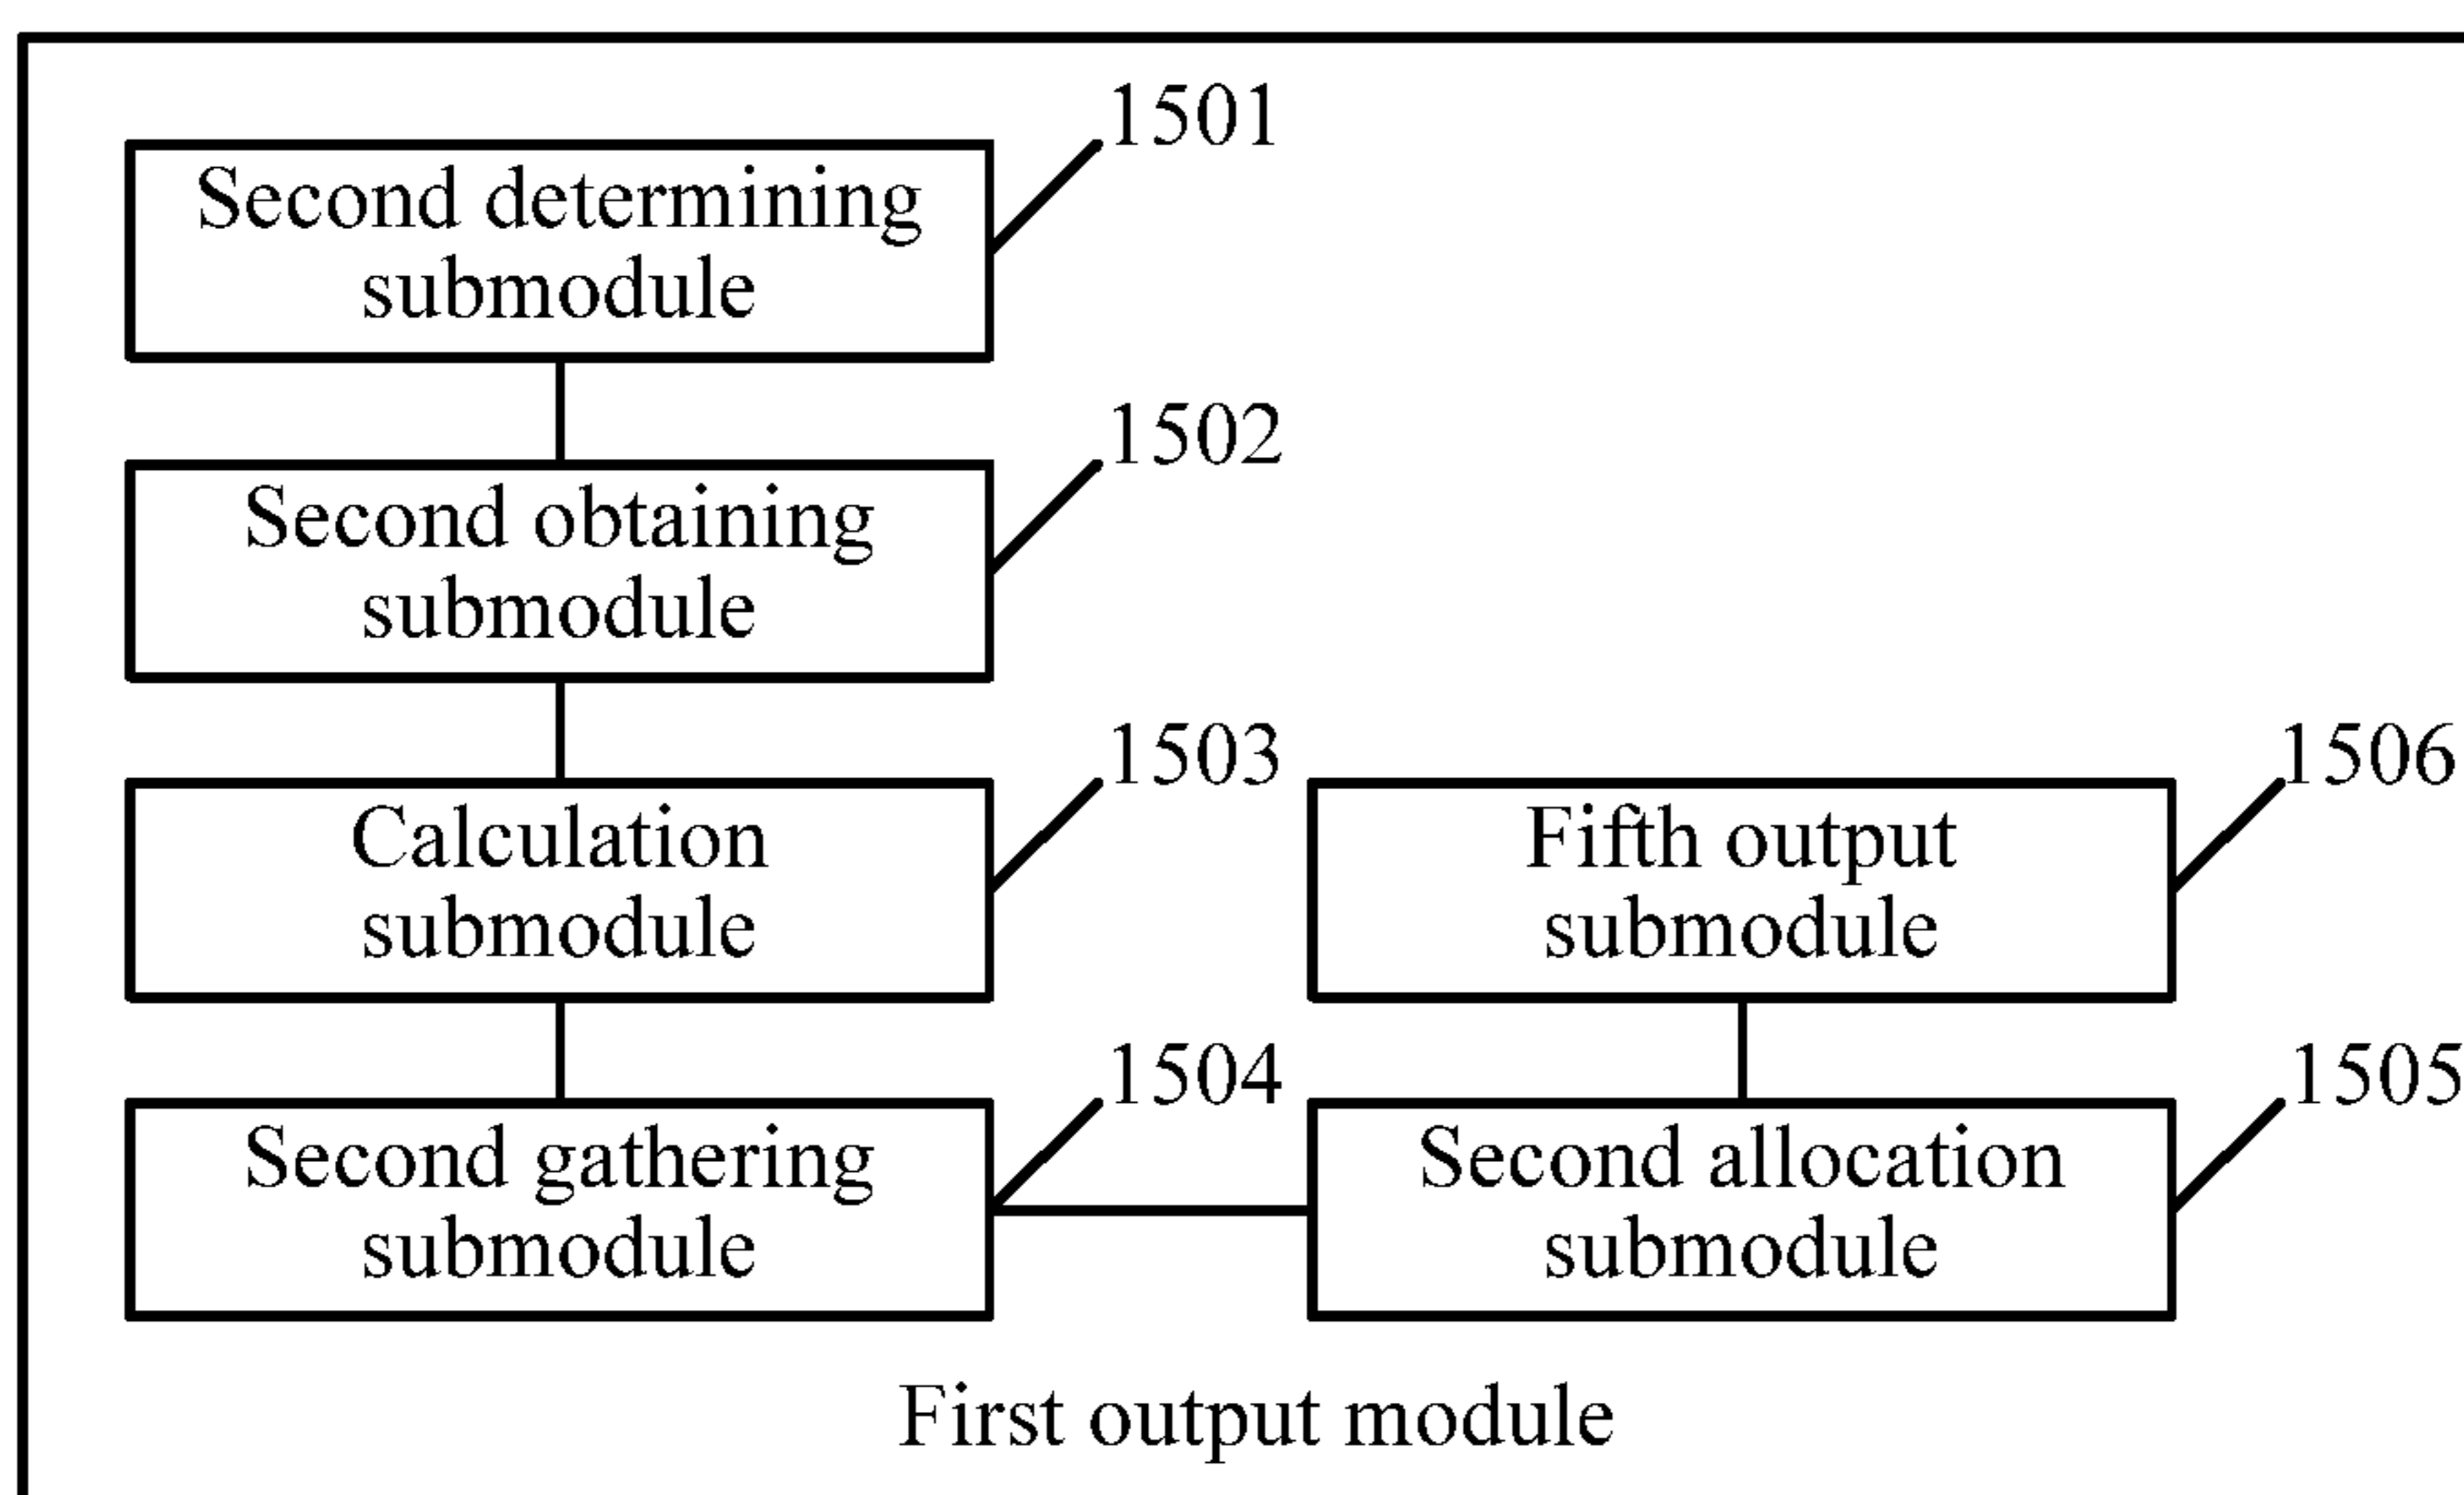 1501
Second determining
submodule
1502
Second obtaining
submodule
1503
Calculation
submodule
1506
Fifth output
submodule
1504
Second gathering
submodule
1505
Second allocation
submodule
First output module